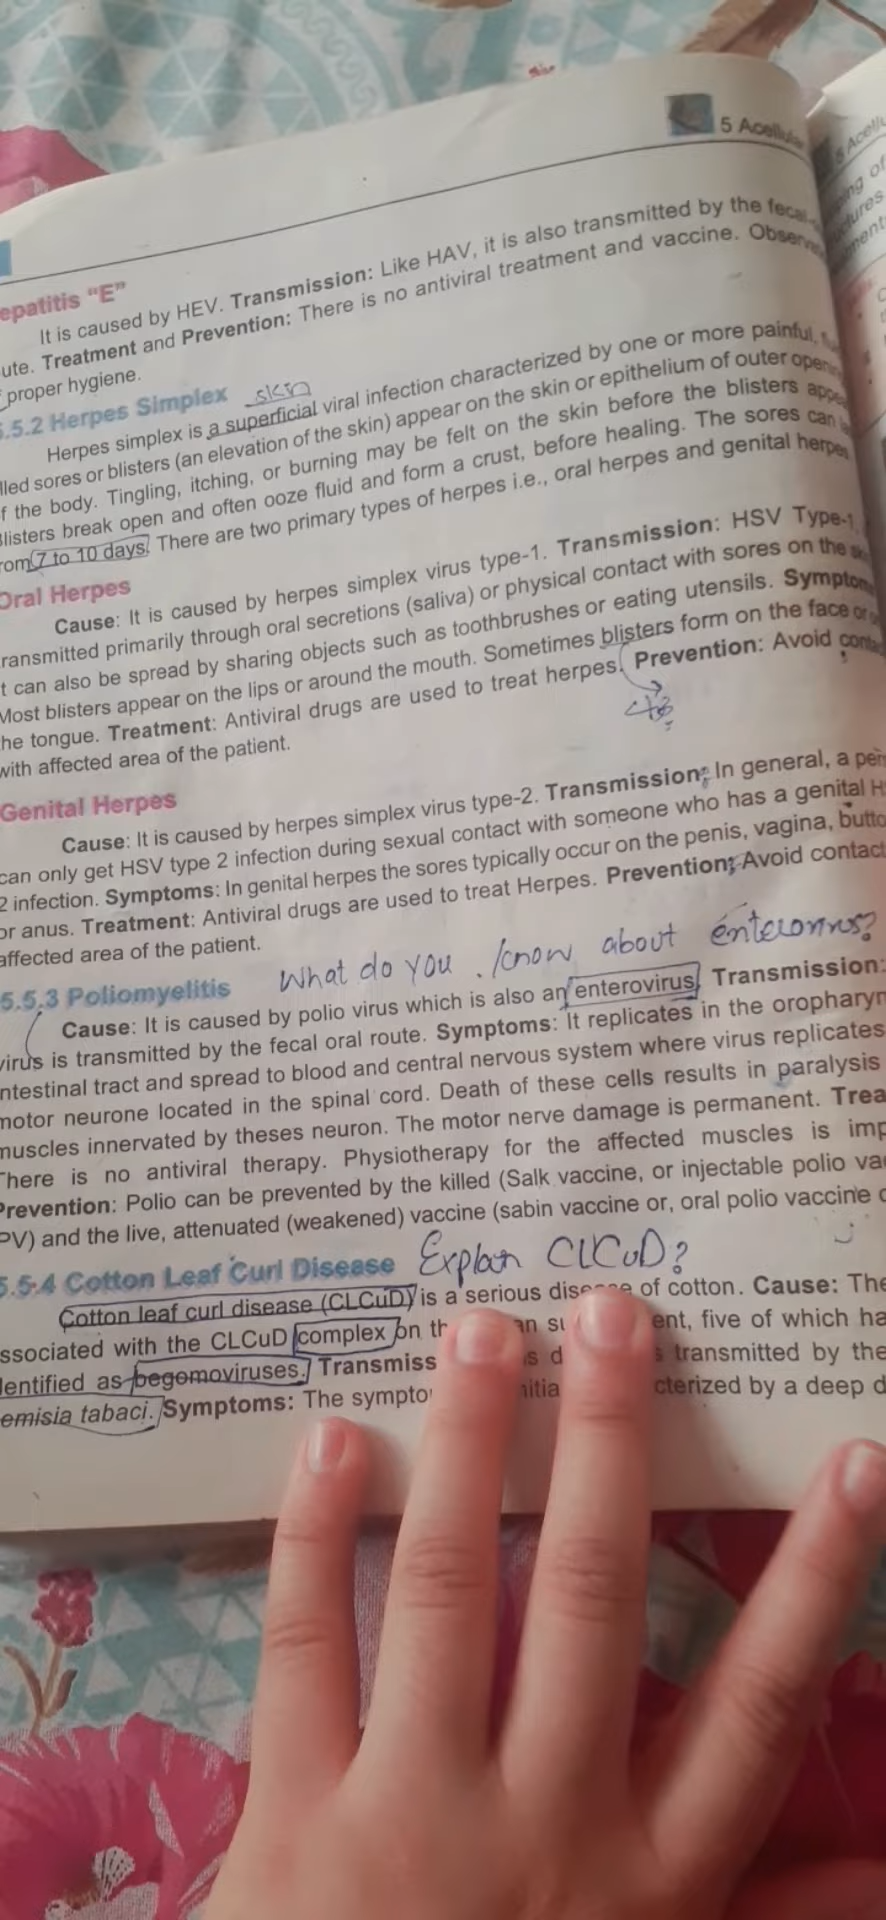 5 Acellular
epatitis "E"
It is caused by HEV. Transmission: Like HAV, it is also transmitted by the fecal-
ute. Treatment and Prevention: There is no antiviral treatment and vaccine.
proper hygiene.
5.5.2 Herpes Simplex skin
Herpes simplex is a superficial viral infection characterized by one or more painful,
lled sores or blisters (an elevation of the skin) appear on the skin or epithelium of outer
f the body. Tingling, itching, or burning may be felt on the skin before the blisters
listers break open and often ooze fluid and form a crust, before healing. The sores can
rom 7 to 10 days. There are two primary types of herpes i.e., oral herpes and genital herpes
Oral Herpes
Cause: It is caused by herpes simplex virus type-1. Transmission: HSV Type-1
ransmitted primarily through oral secretions (saliva) or physical contact with sores on the
t can also be spread by sharing objects such as toothbrushes or eating utensils. Symptom
Most blisters appear on the lips or around the mouth. Sometimes blisters form on the face or
he tongue. Treatment: Antiviral drugs are used to treat herpes. Prevention: Avoid
with affected area of the patient.
Genital Herpes
Cause: It is caused by herpes simplex virus type-2. Transmission: In general, a per
can only get HSV type 2 infection during sexual contact with someone who has a genital H
2 infection. Symptoms: In genital herpes the sores typically occur on the penis, vagina, butto
or anus. Treatment: Antiviral drugs are used to treat Herpes. Prevention: Avoid contact
affected area of the patient.
What do you know about enterovirus?
5.5.3 Poliomyelitis
Cause: It is caused by polio virus which is also an enterovirus. Transmission:
virus is transmitted by the fecal oral route. Symptoms: It replicates in the oropharyn
ntestinal tract and spread to blood and central nervous system where virus replicates
motor neurone located in the spinal cord. Death of these cells results in paralysis
muscles innervated by theses neuron. The motor nerve damage is permanent. Trea
There is no antiviral therapy. Physiotherapy for the affected muscles is imp
Prevention: Polio can be prevented by the killed (Salk vaccine, or injectable polio va
PV) and the live, attenuated (weakened) vaccine (sabin vaccine or, oral polio vaccine
5.5.4 Cotton Leaf Curl Disease Explain CLCuD?
Cotton leaf curl disease (CLCuD) is a serious disease of cotton. Cause: The
ssociated with the CLCuD complex on ent, five of which ha
dentified as begomoviruses. Transmiss transmitted by the
emisia tabaci. Symptoms: The sympto cterized by a deep d